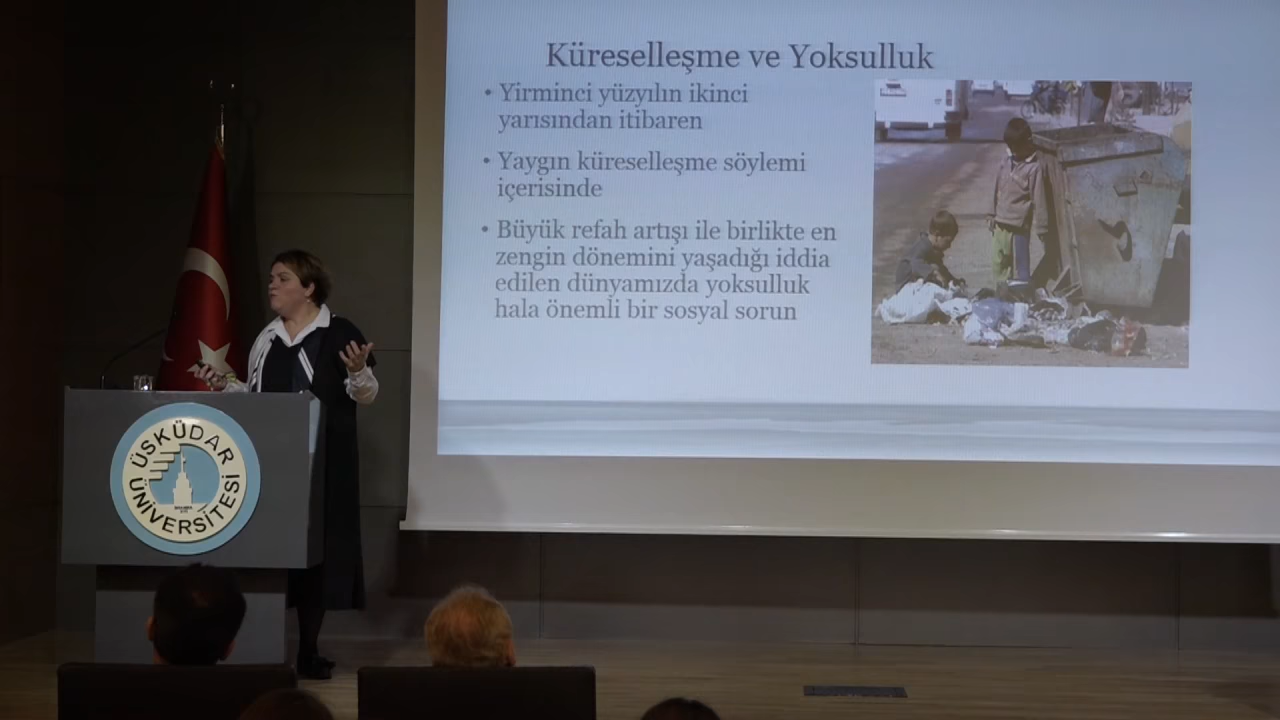 Küreselleşme ve Yoksulluk
• Yirminci yüzyılın ikinci
yarısından itibaren
• Yaygın küreselleşme söylemi
içerisinde
• Büyük refah artışı ile birlikte en
zengin dönemini yaşadığı iddia
edilen dünyamızda yoksulluk
hala önemli bir sosyal sorun
ÜSKÜDAR
ÜNİVERSİTESİ